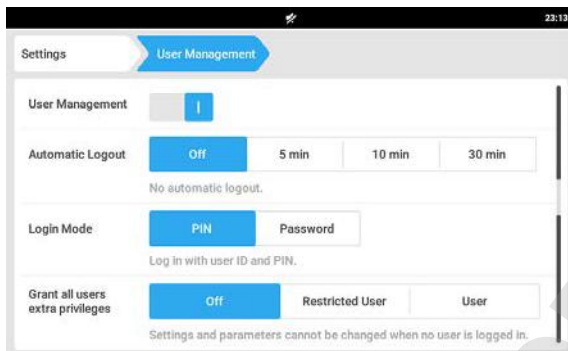 23:13
Settings
User Management
User Management
Automatic Logout
Off
5 min
10 min
30 min
No automatic logout.
Login Mode
PIN
Password
Log in with user ID and PIN.
Grant all users
extra privileges
Off
Restricted User
User
Settings and parameters cannot be changed when no user is logged in.